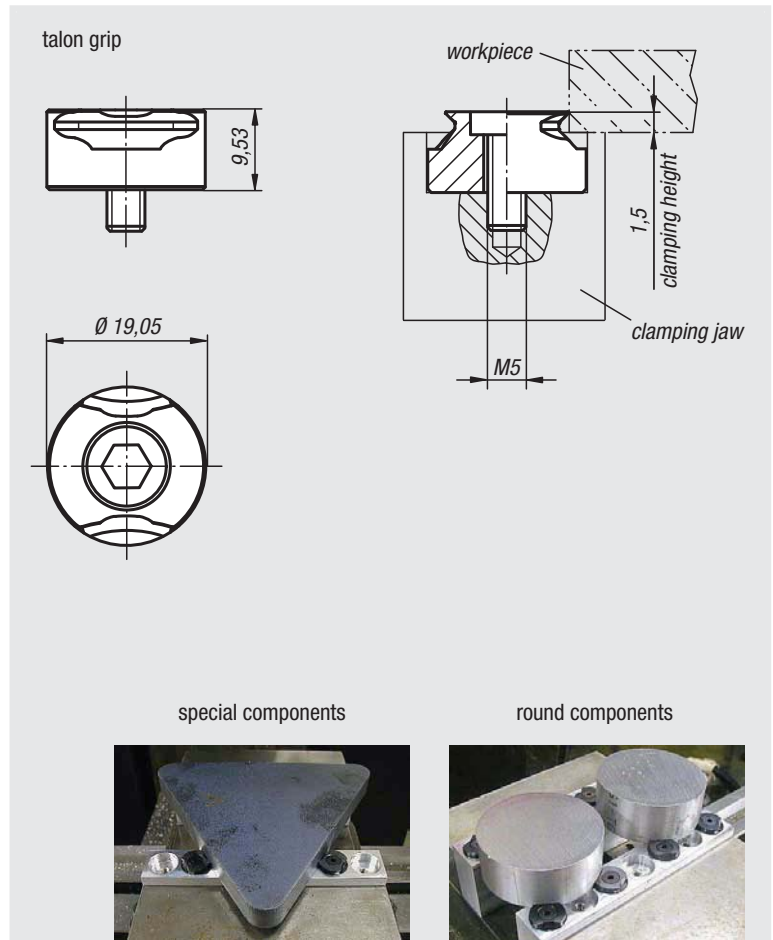 talon grip
workpiece
9,53
1,5
clamping height
clamping jaw
M5
Ø 19,05
special components
round components